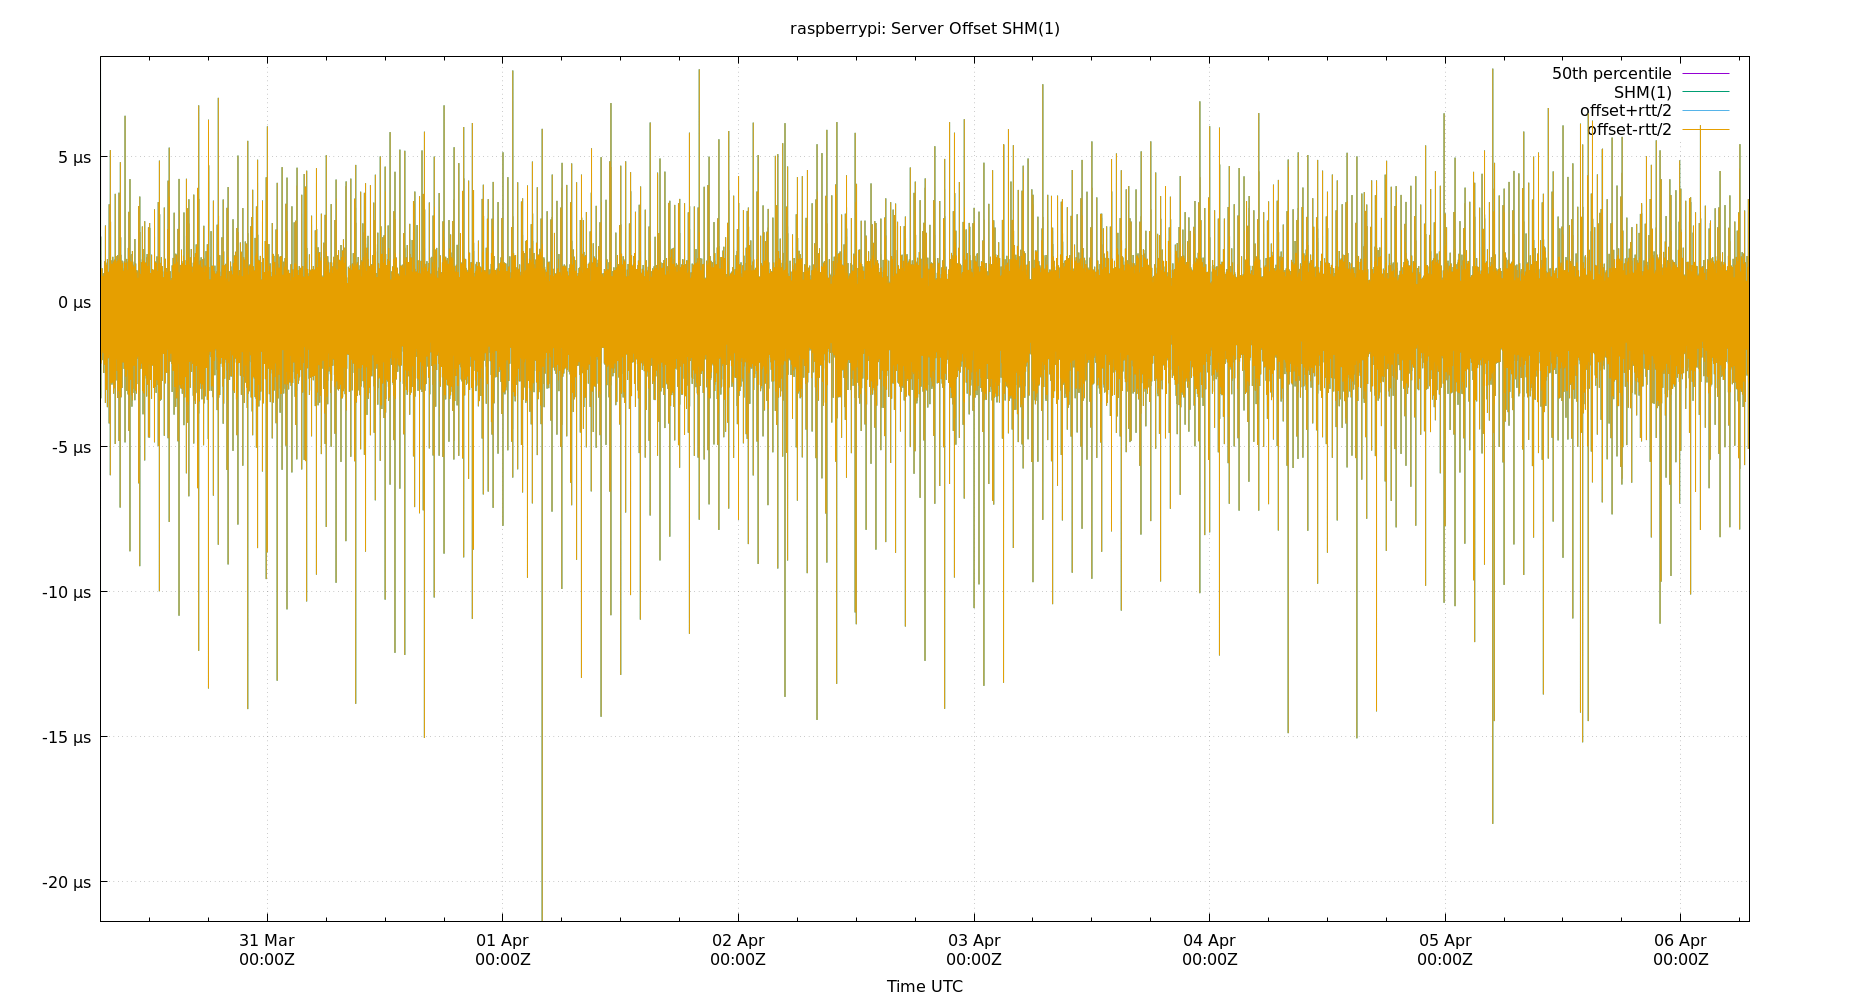 raspberrypi: Server Offset SHM(1)
50th percentile
SHM(1)
offset+rtt/2
offset-rtt/2
5 µs
0 µs
-5 µs
-10 µs
-15 µs
-20 µs
31 Mar 01 Apr 02 Apr 03 Apr 04 Apr 05 Apr 06 Apr
00:00Z 00:00Z 00:00Z 00:00Z 00:00Z 00:00Z 00:00Z
Time UTC